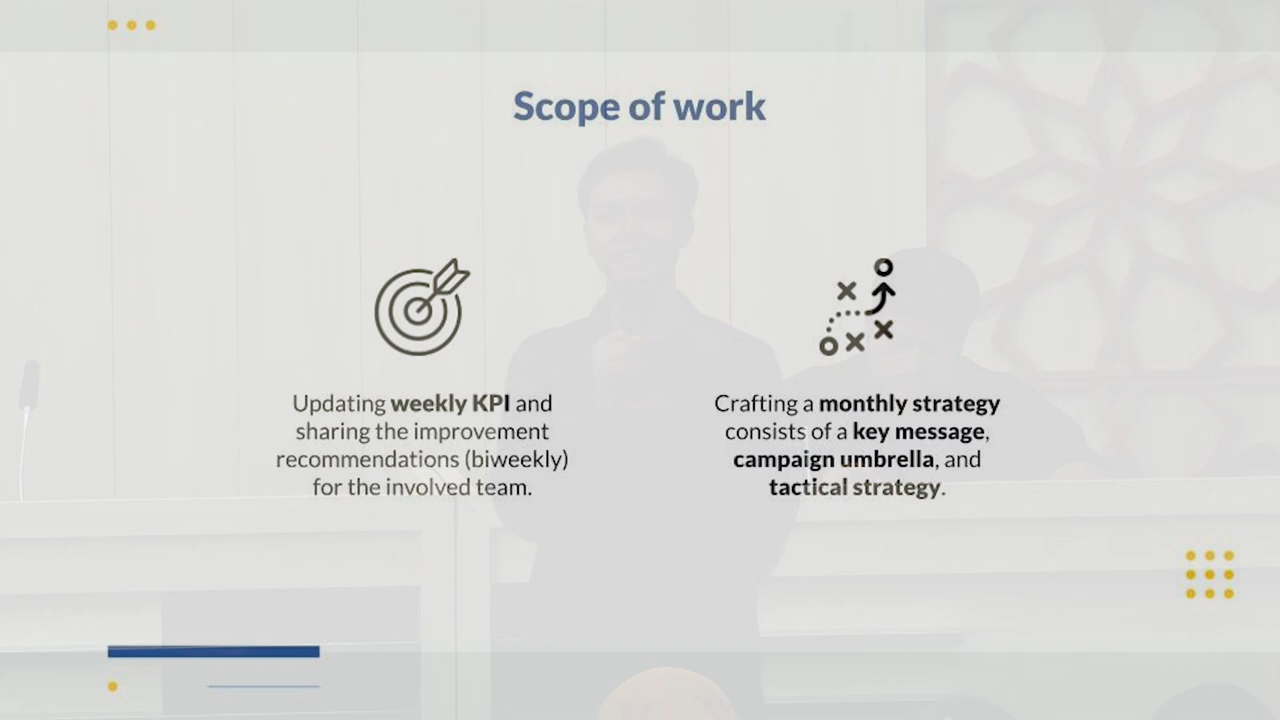 Scope of work
Updating weekly KPI and
sharing the improvement
recommendations (biweekly)
for the involved team.
Crafting a monthly strategy
consists of a key message,
campaign umbrella, and
tactical strategy.